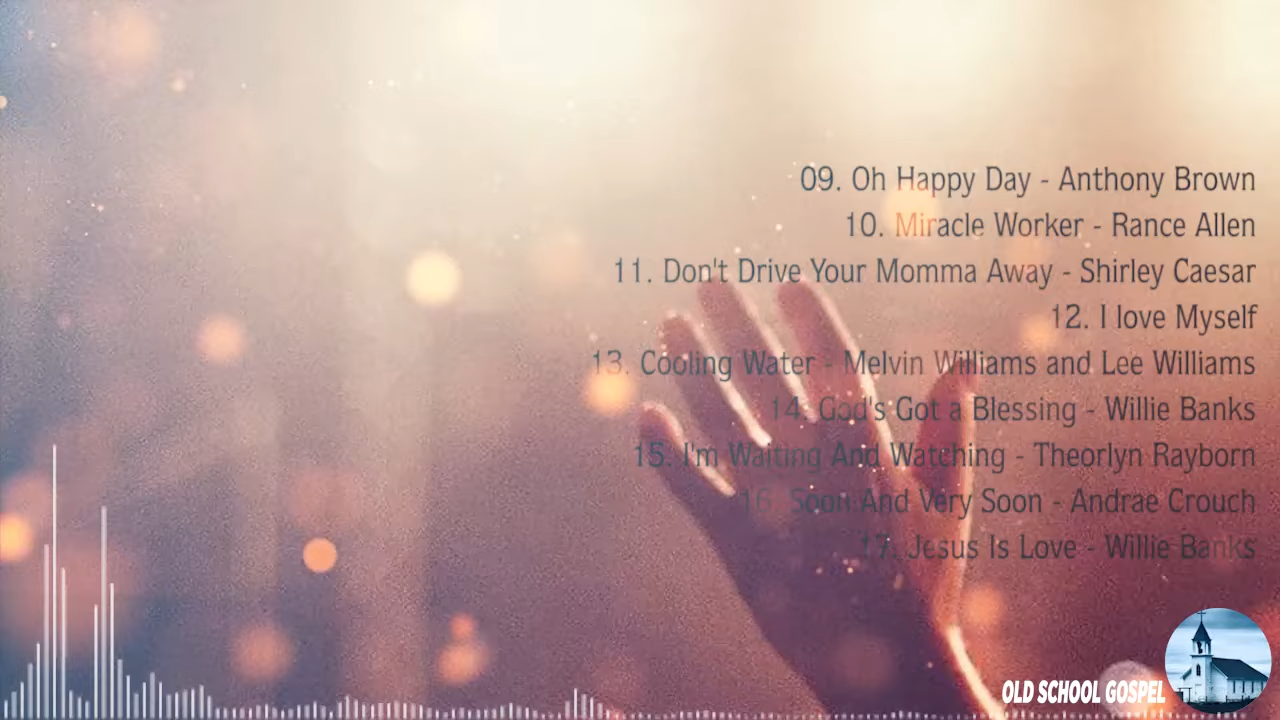 09. Oh Happy Day - Anthony Brown
10. Miracle Worker - Rance Allen
11. Don't Drive Your Momma Away - Shirley Caesar
12. I love Myself
13. Cooling Water - Melvin Williams and Lee Williams
14. God's Got a Blessing - Willie Banks
15. I'm Waiting And Watching - Theorlyn Rayborn
16. Soon And Very Soon - Andrae Crouch
17. Jesus Is Love - Willie Banks
OLD SCHOOL GOSPEL